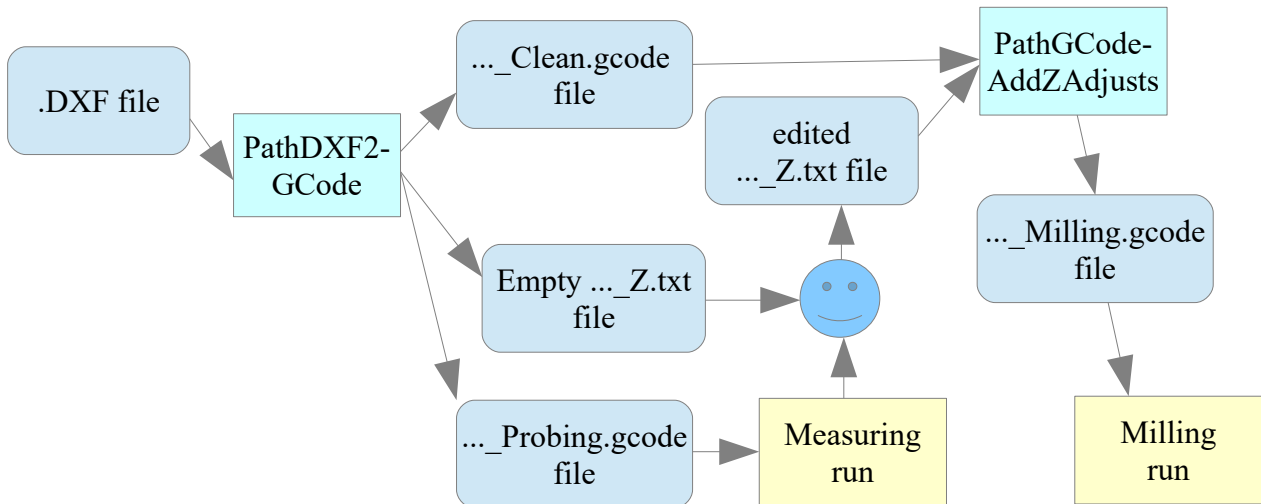 .DXF file
PathDXF2-
GCode
..._Clean.gcode
file
Empty ..._Z.txt
file
..._Probing.gcode
file
Measuring
run
edited
..._Z.txt file
PathGCode-
AddZAdjusts
..._Milling.gcode
file
Milling
run